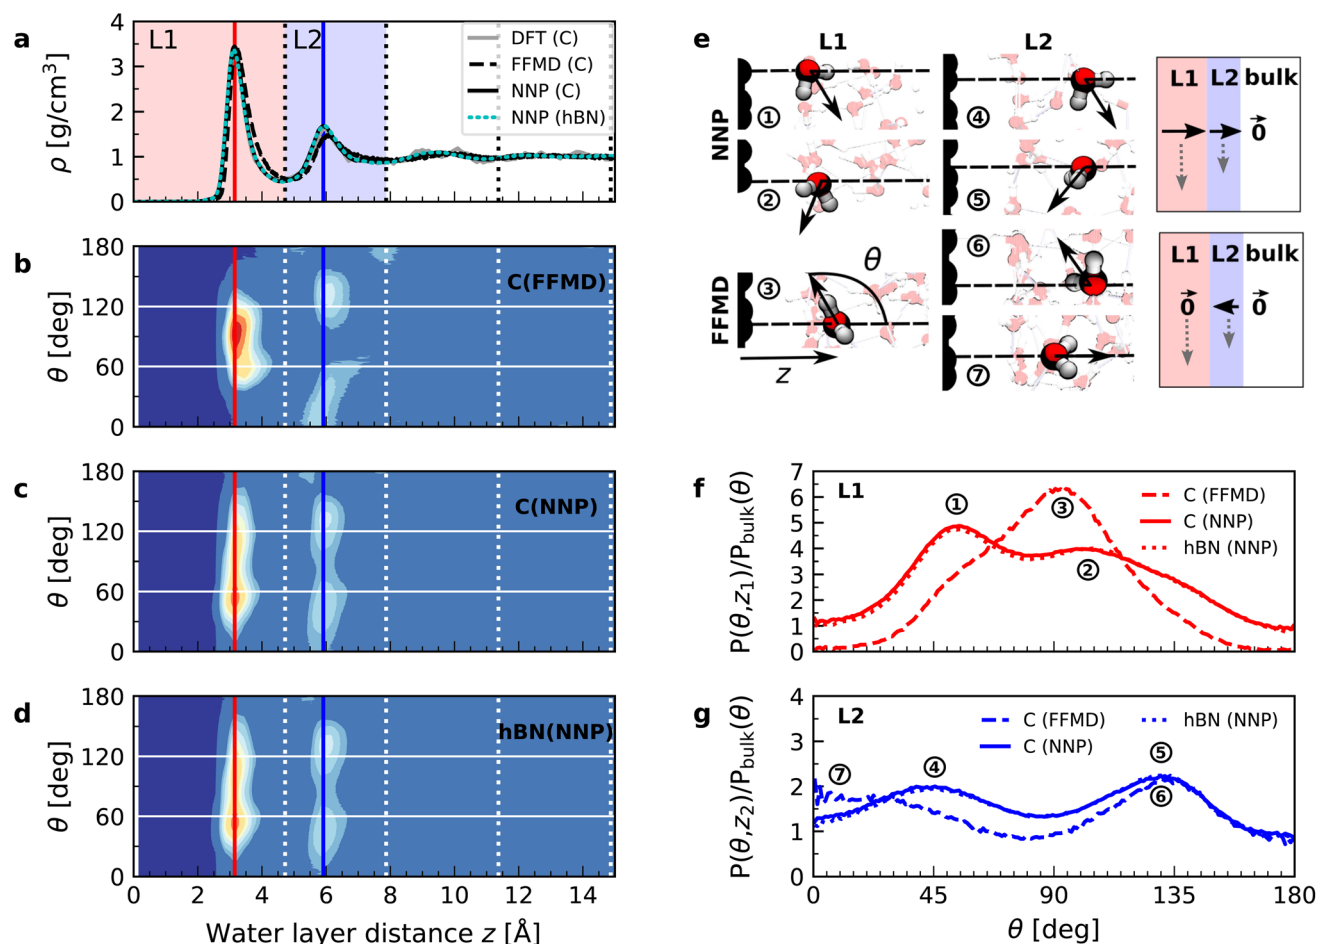 a
L1
L2
DFT (C)
FFMD (C)
NNP (C)
NNP (hBN)
ρ [g/cm³]
4
3
2
1
0
b
C(FFMD)
θ [deg]
180
120
60
0
c
C(NNP)
θ [deg]
180
120
60
0
d
hBN(NNP)
θ [deg]
180
120
60
0
0 2 4 6 8 10 12 14
Water layer distance z [Å]
e
L1
L2
NNP
①
②
④
⑤
⑥
⑦
FFMD
③
θ
z
L1 L2 bulk
0⃗
L1 L2 bulk
0⃗
0⃗
f
L1
C (FFMD)
C (NNP)
hBN (NNP)
①
③
②
P(θ,z₁)/P_bulk(θ)
7
6
5
4
3
2
1
0
g
L2
C (FFMD)
C (NNP)
hBN (NNP)
⑦
④
⑤
⑥
P(θ,z₂)/P_bulk(θ)
4
3
2
1
0
0 45 90 135 180
θ [deg]